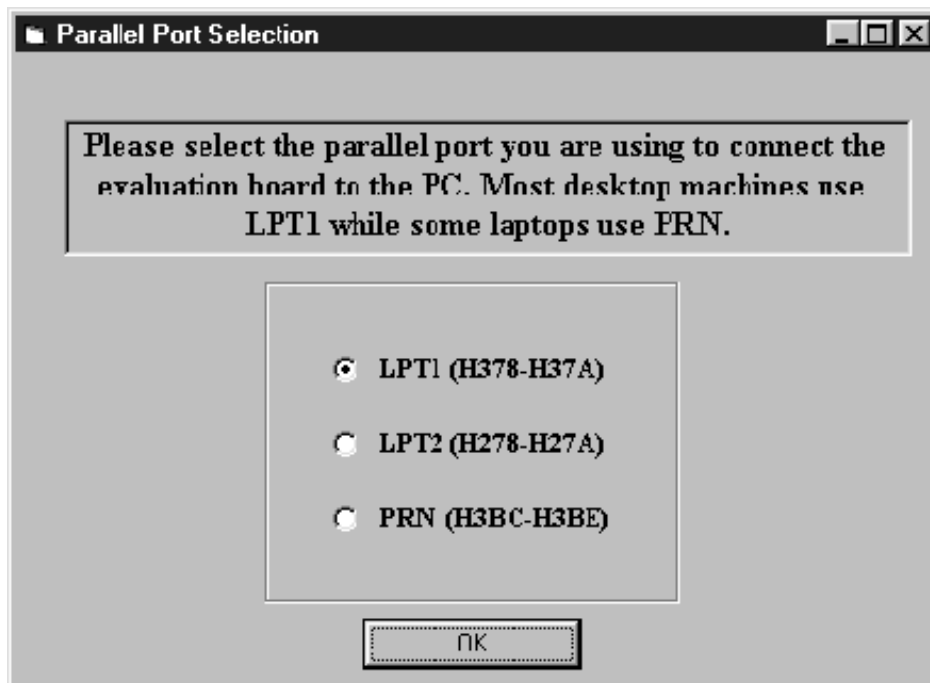 Parallel Port Selection
Please select the parallel port you are using to connect the
evaluation board to the PC. Most desktop machines use
LPT1 while some laptops use PRN.
LPT1 (H378-H37A)
LPT2 (H278-H27A)
PRN (H3BC-H3BE)
OK